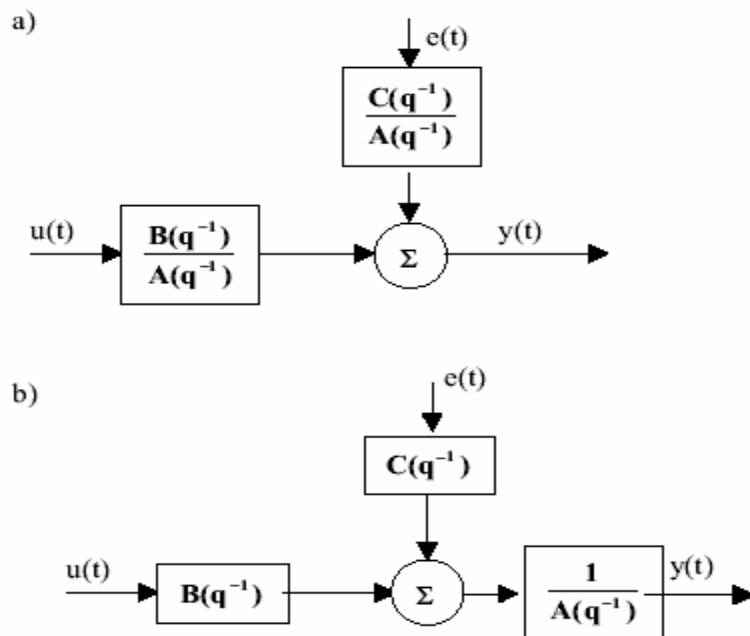 a)
e(t)
C(q⁻¹)
A(q⁻¹)
u(t)
B(q⁻¹)
A(q⁻¹)
Σ
y(t)
b)
e(t)
C(q⁻¹)
u(t)
B(q⁻¹)
Σ
1
A(q⁻¹)
y(t)